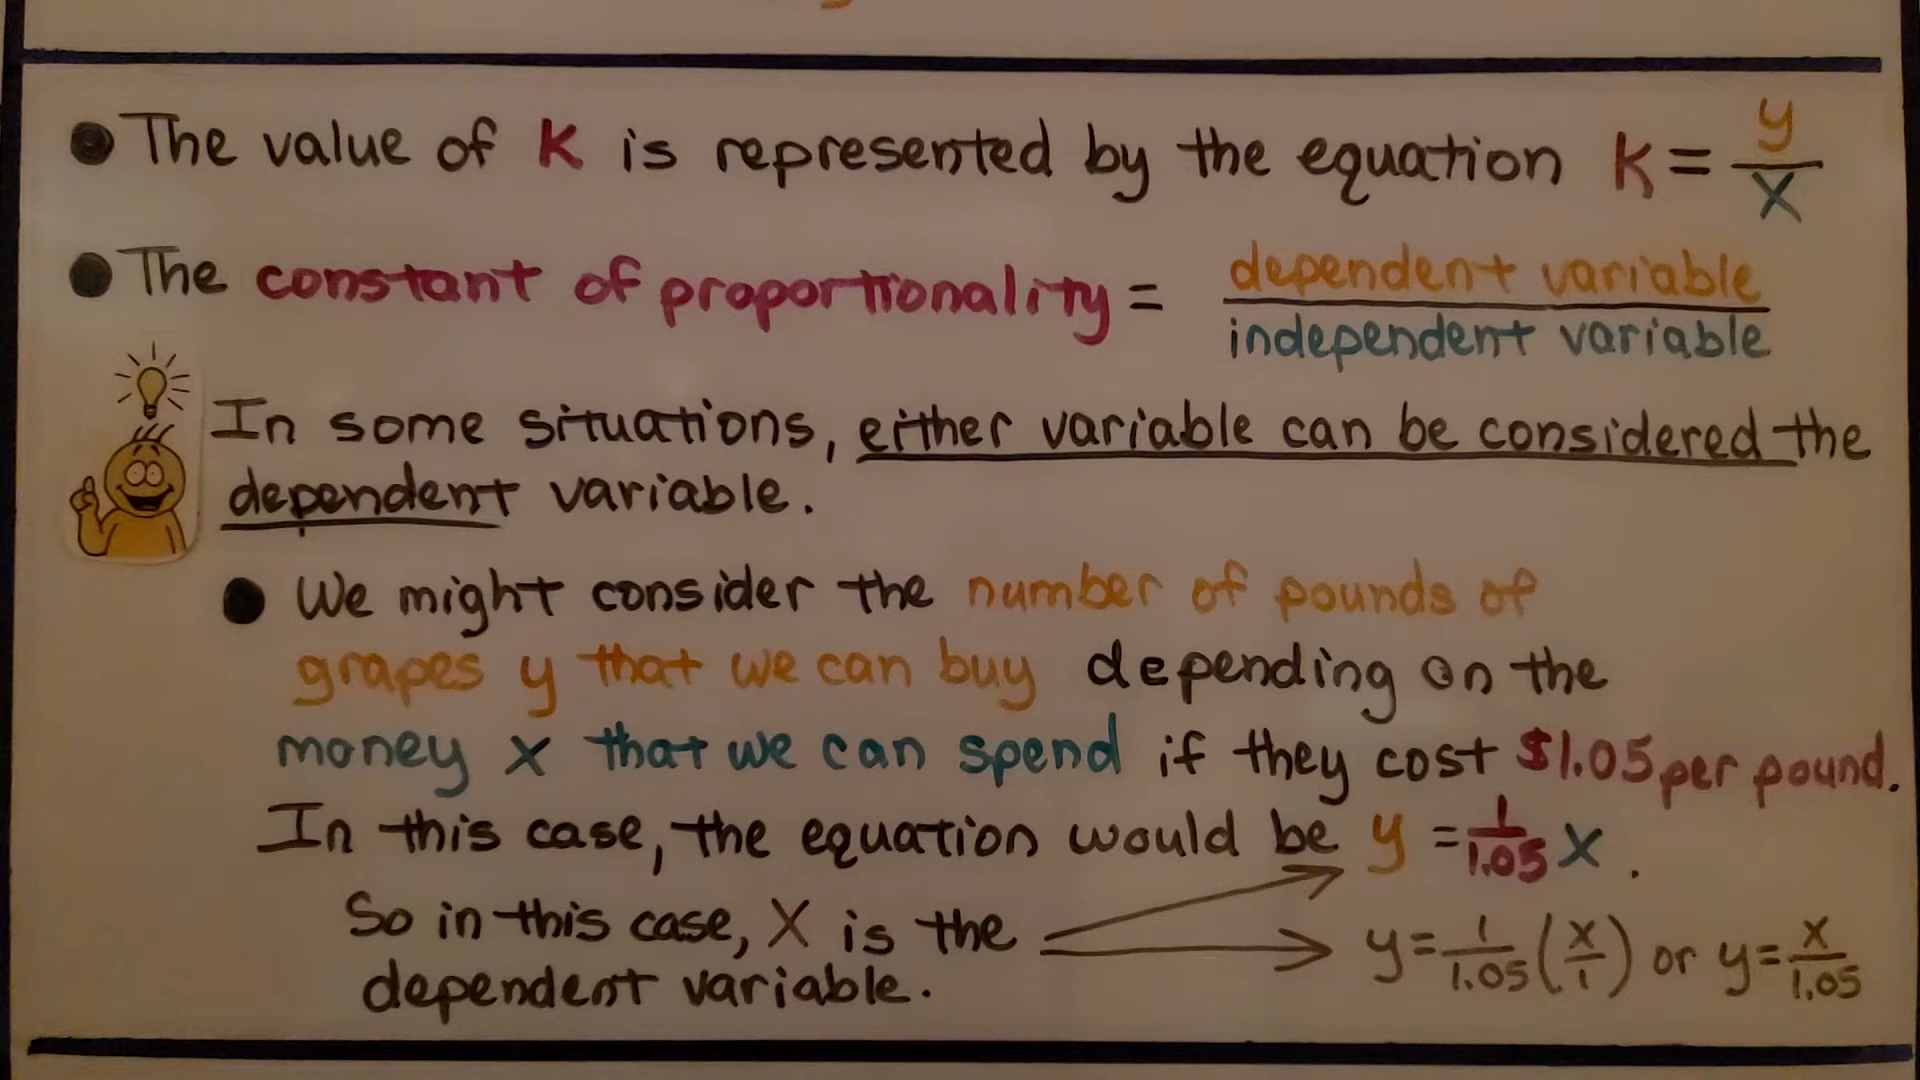 The value of K is represented by the equation K = y/x
The constant of proportionality = dependent variable / independent variable
In some situations, either variable can be considered the
dependent variable.
We might consider the number of pounds of
grapes y that we can buy depending on the
money x that we can spend if they cost $1.05 per pound.
In this case, the equation would be y = 1/1.05 x.
So in this case, X is the
dependent variable.
y = 1/1.05 (x/1) or y = x/1.05